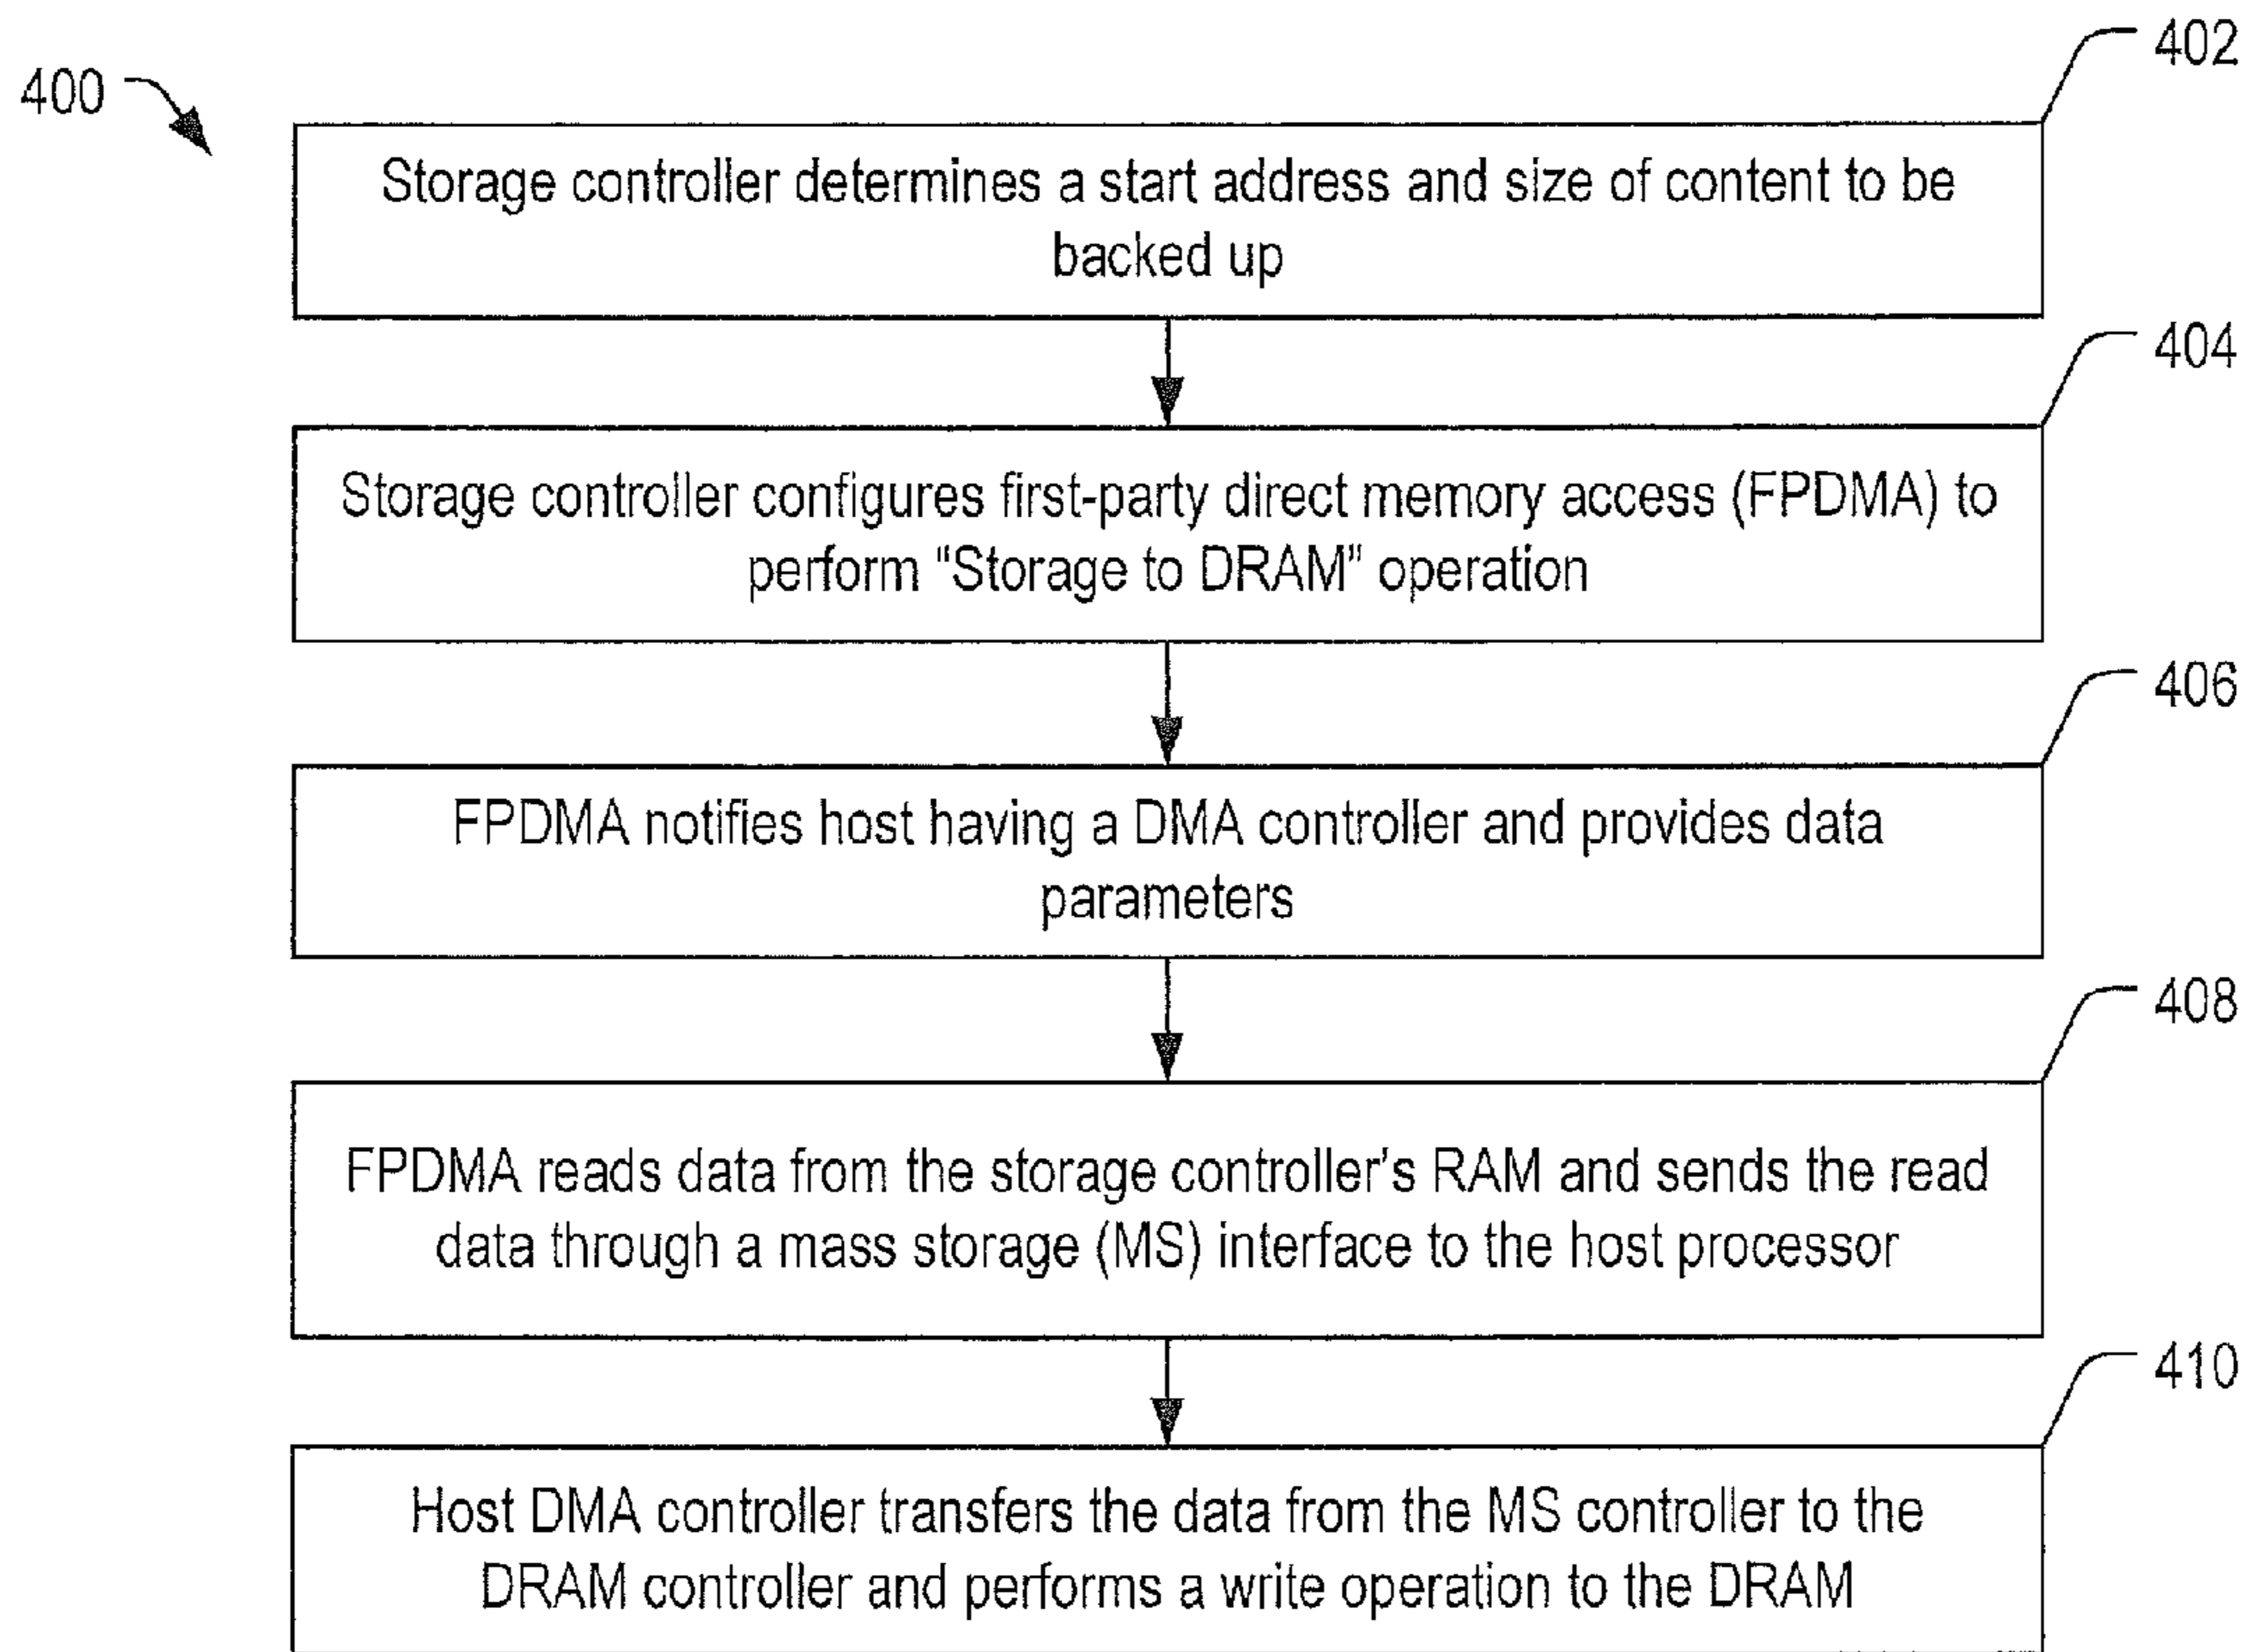 402
400
Storage controller determines a start address and size of content to be
backed up
404
Storage controller configures first-party direct memory access (FPDMA) to
perform “Storage to DRAM” operation
406
FPDMA notifies host having a DMA controller and provides data
parameters
408
FPDMA reads data from the storage controller's RAM and sends the read
data through a mass storage (MS) interface to the host processor
410
Host DMA controller transfers the data from the MS controller to the
DRAM controller and performs a write operation to the DRAM